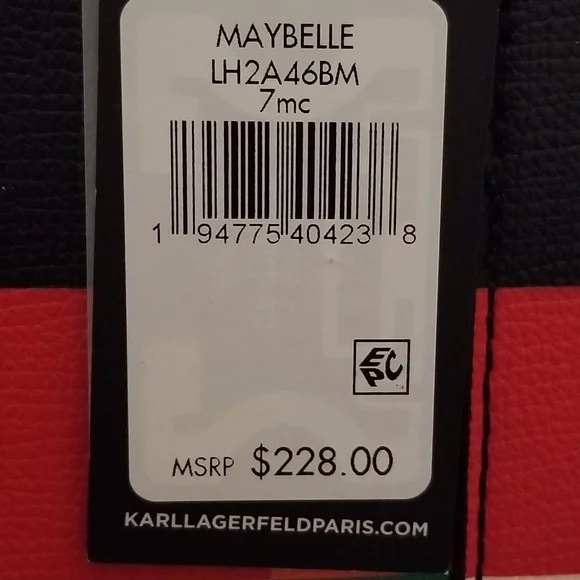 MAYBELLE
LH2A46BM
7mc
1 94775 40423 8
EPC
MSRP $228.00
KARLLAGERFELDPARIS.COM